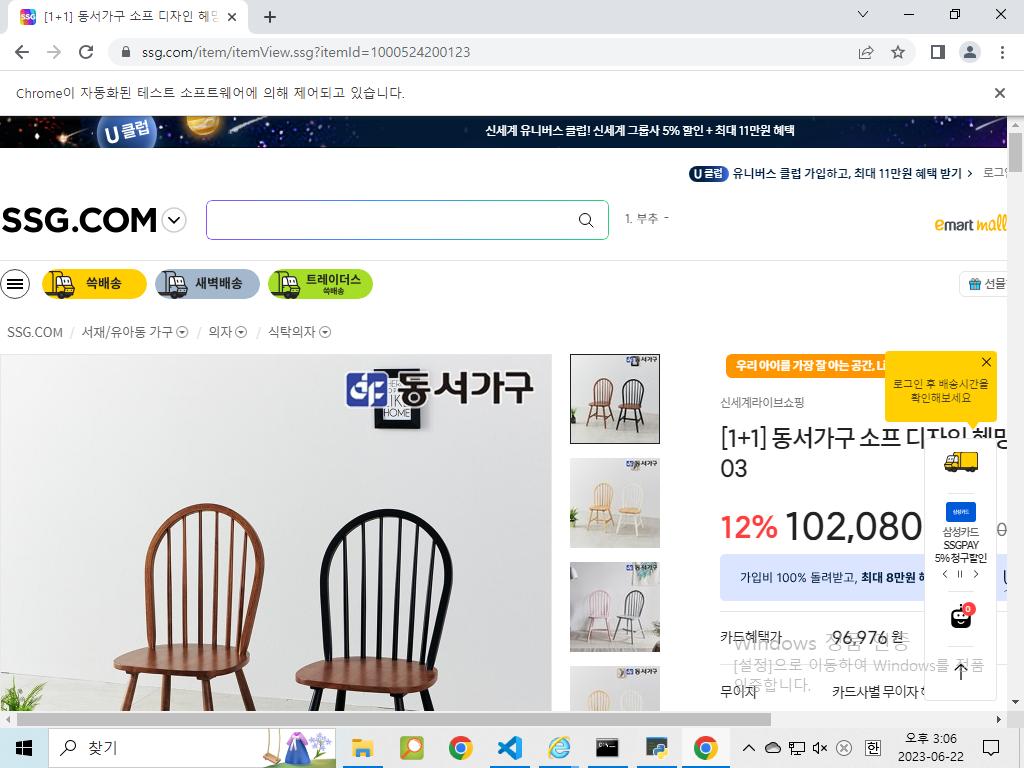 [1+1] 동서가구 소프 디자인 헤
ssg.com/item/itemView.ssg?itemId=1000524200123
Chrome이 자동화된 테스트 소프트웨어에 의해 제어되고 있습니다.
U클럽
신세계 유니버스 클럽! 신세계 그룹사 5% 할인 + 최대 11만원 혜택
U클럽 유니버스 클럽 가입하고, 최대 11만원 혜택 받기 >
SSG.COM
1. 부추 -
emart mall
쓱배송
새벽배송
트레이더스
쓱배송
선물
SSG.COM / 서재/유아동 가구 / 의자 / 식탁의자
동서가구
LIKE
HOME
우리 아이를 가장 잘 아는 공간, Li
로그인 후 배송시간을
확인해보세요
신세계라이브쇼핑
[1+1] 동서가구 소프 디자인
03
12% 102,080
삼성카드
삼성카드
SSGPAY
5% 청구할인
가입비 100% 돌려받고, 최대 8만원
0
카드혜택가 96,976 원
Windows 정품 인증
[설정]으로 이동하여 Windows를 정품
인증합니다.
무이자 카드사별 무이자
찾기
오후 3:06
2023-06-22
한